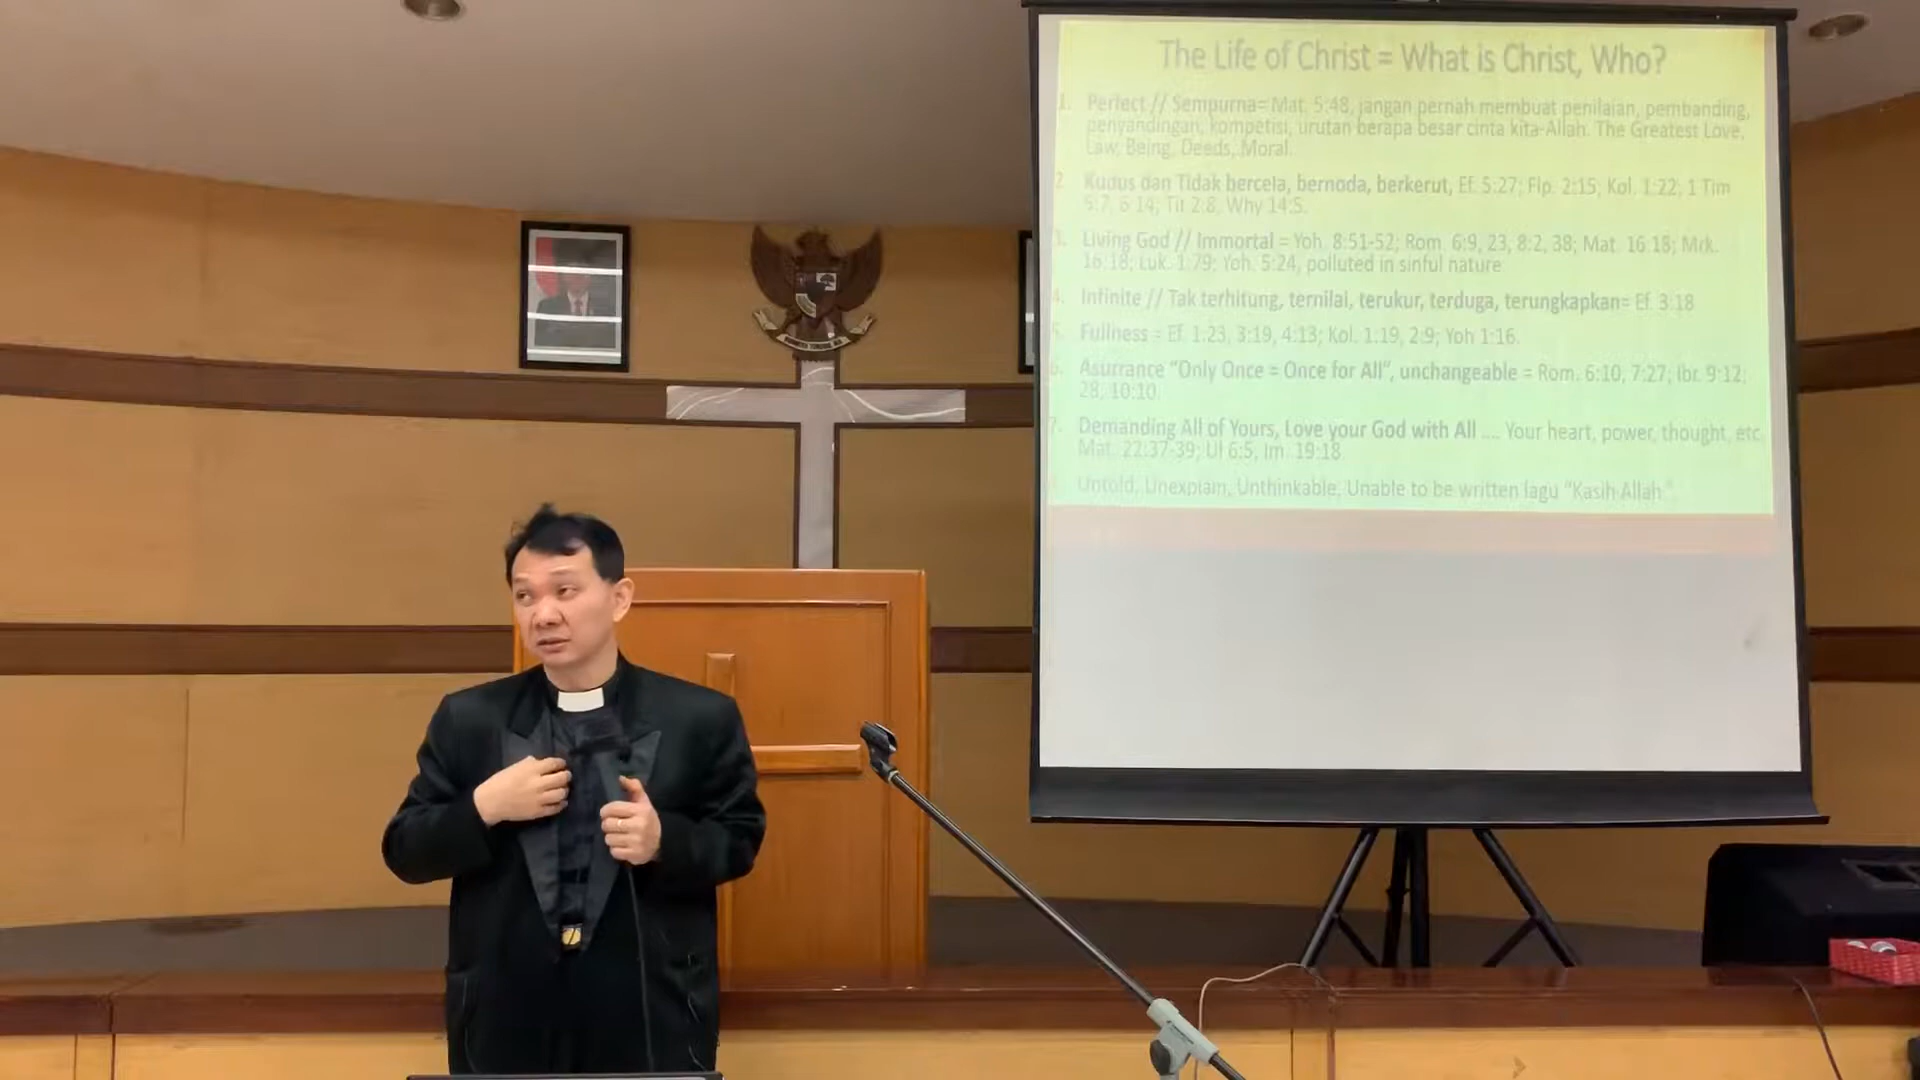 The Life of Christ = What is Christ, Who?
1. Perfect // Sempurna= Mat. 5:48, jangan pernah membuat penilaian, pembanding,
penyandingan, kompetisi, urutan berapa besar cinta kita-Allah. The Greatest Love,
Law, Being, Deeds, Moral.
2. Kudus dan Tidak bercela, bernoda, berkerut, Ef. 5:27; Flp. 2:15; Kol. 1:22, 1 Tim
5:7, 6:14, Tit 2:8, Why 14:5.
3. Living God // Immortal = Yoh. 8:51-52; Rom. 6:9, 23, 8:2, 38; Mat. 16:18; Mrk.
16:18; Luk. 1:79; Yoh. 5:24, polluted in sinful nature
4. Infinite // Tak terhitung, ternilai, terukur, terduga, terungkapkan= Ef. 3:18
5. Fullness = Ef. 1:23, 3:19, 4:13; Kol. 1:19, 2:9; Yoh 1:16.
6. Asurrance "Only Once = Once for All", unchangeable = Rom. 6:10, 7:27; Ibr. 9:12;
28, 10:10.
7. Demanding All of Yours, Love your God with All .... Your heart, power, thought, etc
Mat. 22:37-39; Ul 6:5, Im. 19:18
Untold, Unexplain, Unthinkable, Unable to be written lagu "Kasih Allah".